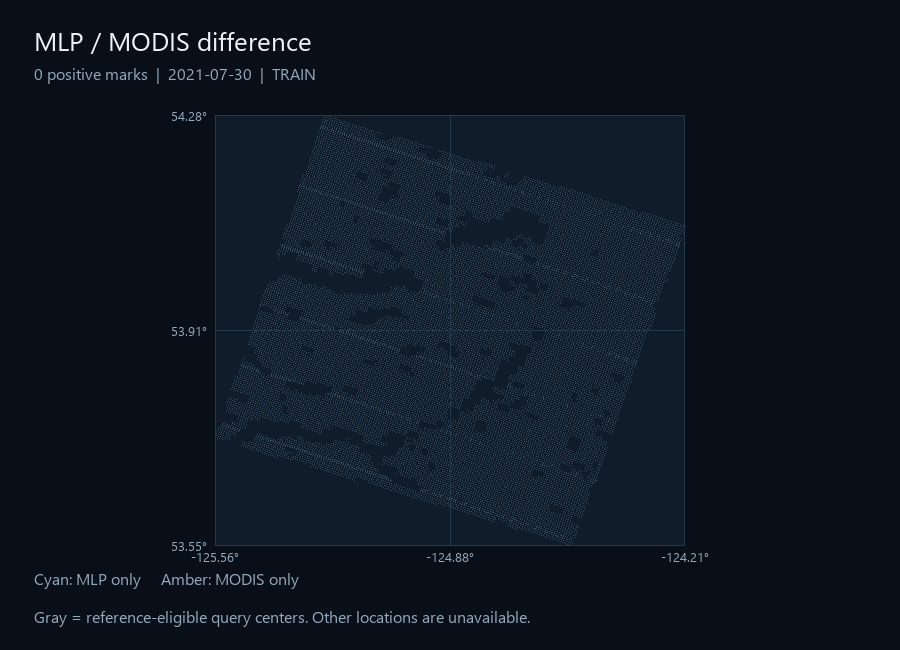 MLP / MODIS difference
0 positive marks | 2021-07-30 | TRAIN
54.28°
53.91°
53.55°
-125.56° -124.88° -124.21°
Cyan: MLP only Amber: MODIS only
Gray = reference-eligible query centers. Other locations are unavailable.